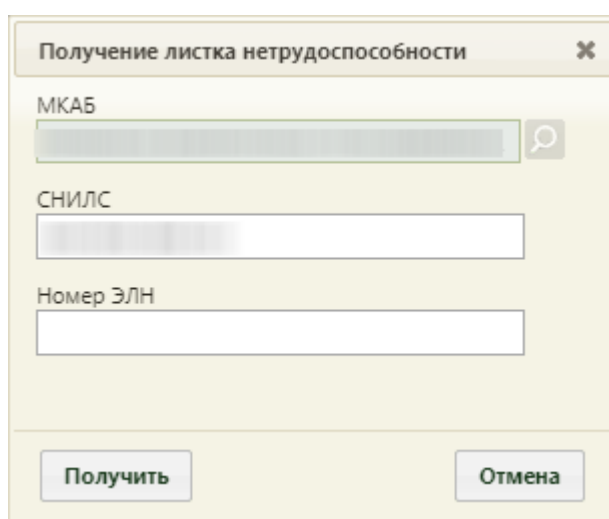 Получение листка нетрудоспособности
МКАБ
СНИЛС
Номер ЭЛН
Получить Отмена